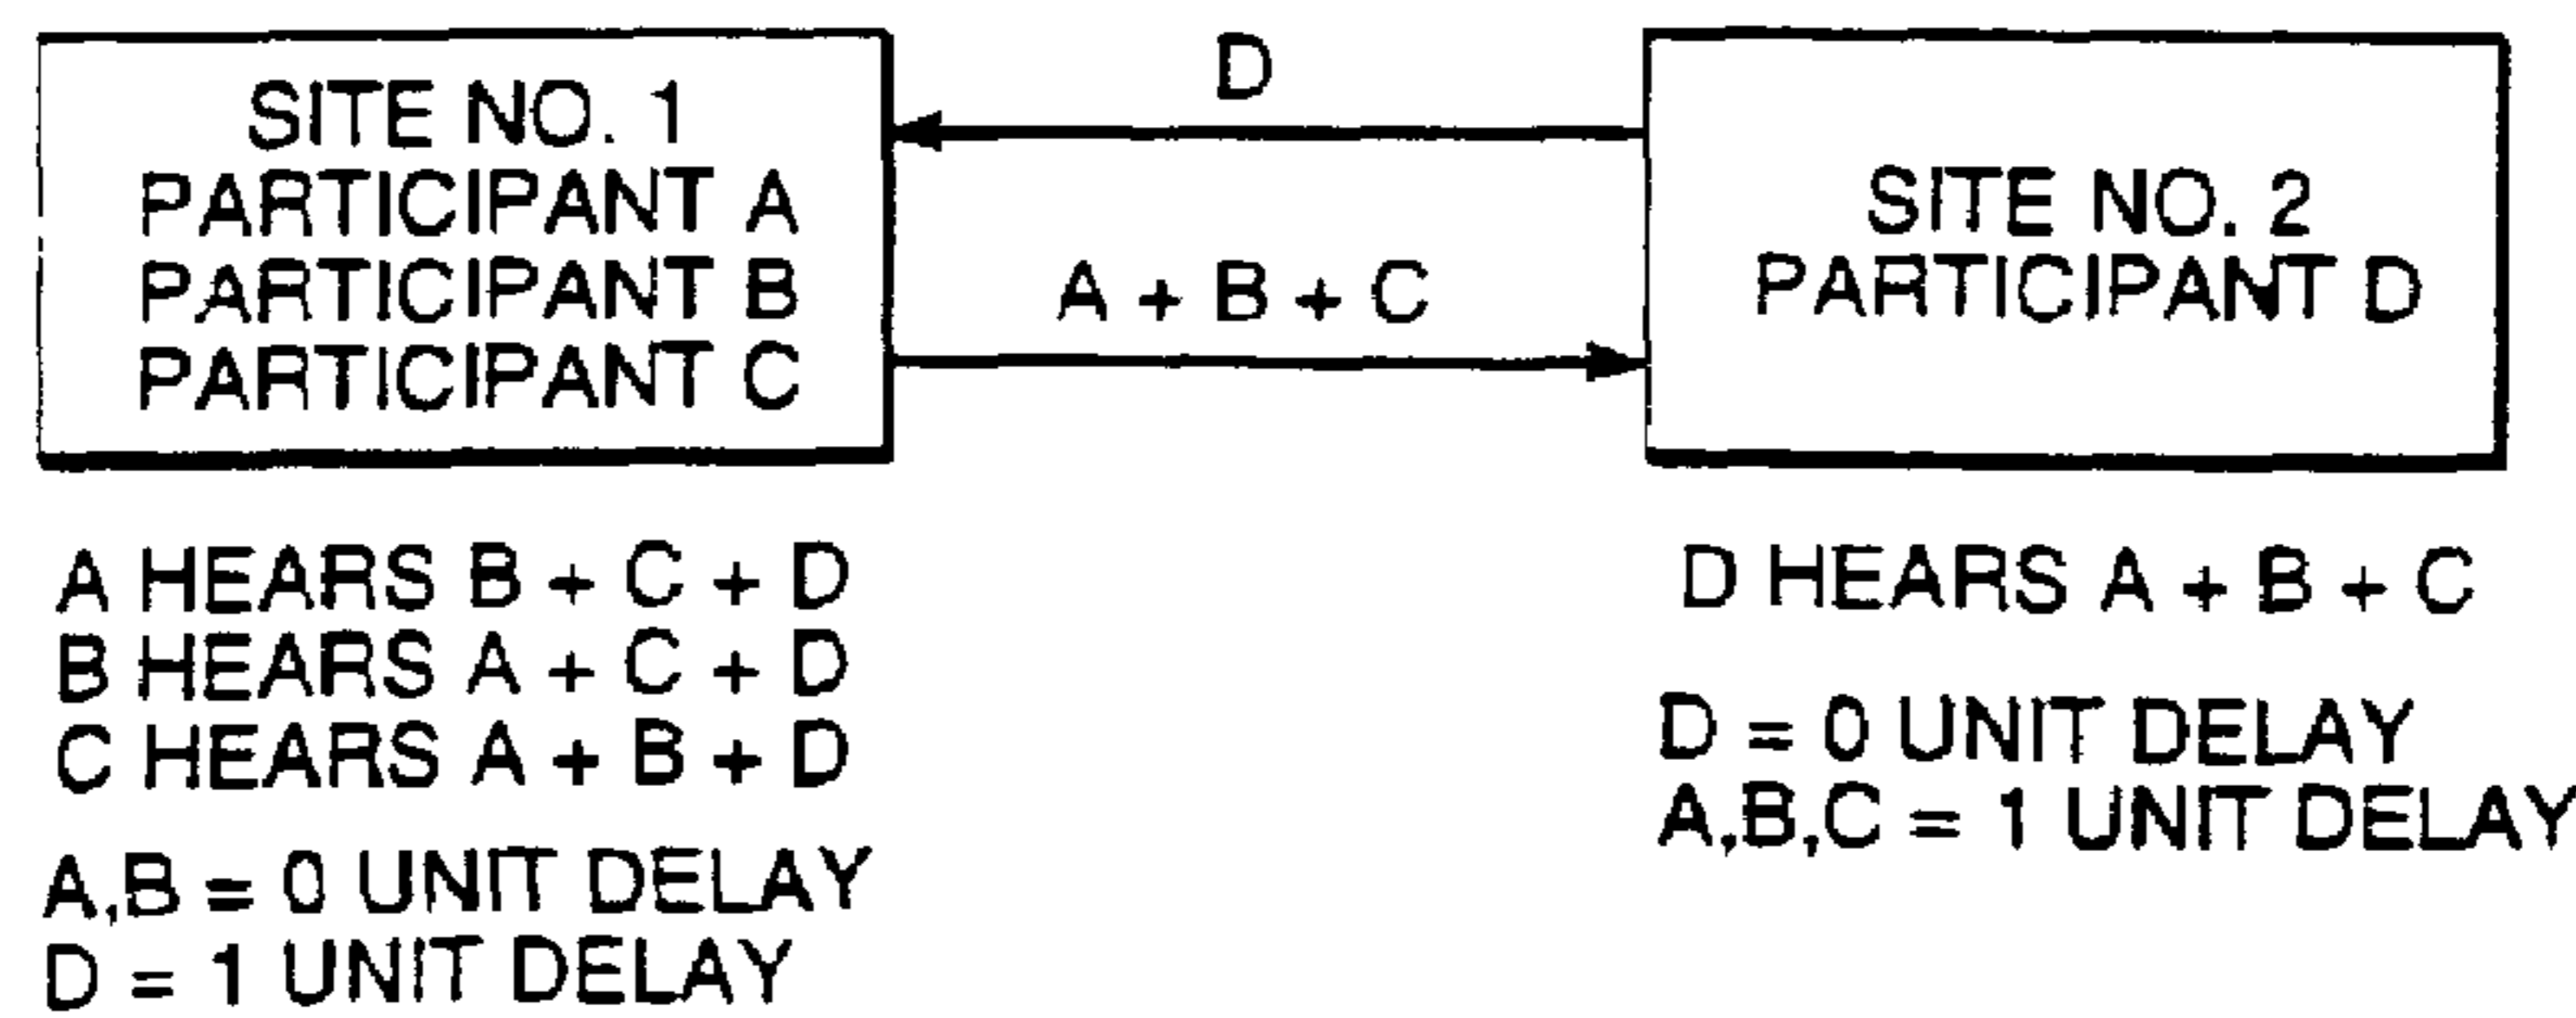 SITE NO. 1
PARTICIPANT A
PARTICIPANT B
PARTICIPANT C
D
A + B + C
SITE NO. 2
PARTICIPANT D
A HEARS B + C + D
B HEARS A + C + D
C HEARS A + B + D
A,B = 0 UNIT DELAY
D = 1 UNIT DELAY
D HEARS A + B + C
D = 0 UNIT DELAY
A,B,C = 1 UNIT DELAY